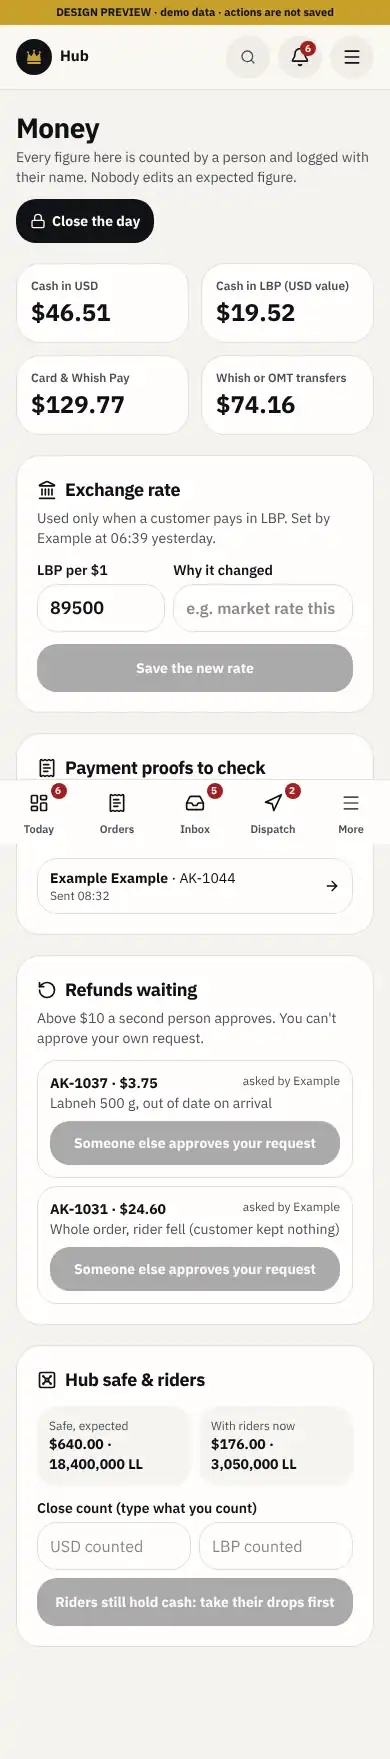 DESIGN PREVIEW · demo data · actions are not saved
Hub
6
Money
Every figure here is counted by a person and logged with
their name. Nobody edits an expected figure.
Close the day
Cash in USD
$46.51
Cash in LBP (USD value)
$19.52
Card & Whish Pay
$129.77
Whish or OMT transfers
$74.16
Exchange rate
Used only when a customer pays in LBP. Set by
Example at 06:39 yesterday.
LBP per $1
Why it changed
89500
e.g. market rate this
Save the new rate
Payment proofs to check
6
5
2
Today
Orders
Inbox
Dispatch
More
Example Example · AK-1044
Sent 08:32
Refunds waiting
Above $10 a second person approves. You can't
approve your own request.
AK-1037 · $3.75
asked by Example
Labneh 500 g, out of date on arrival
Someone else approves your request
AK-1031 · $24.60
asked by Example
Whole order, rider fell (customer kept nothing)
Someone else approves your request
Hub safe & riders
Safe, expected
$640.00 ·
18,400,000 LL
With riders now
$176.00 ·
3,050,000 LL
Close count (type what you count)
USD counted
LBP counted
Riders still hold cash: take their drops first